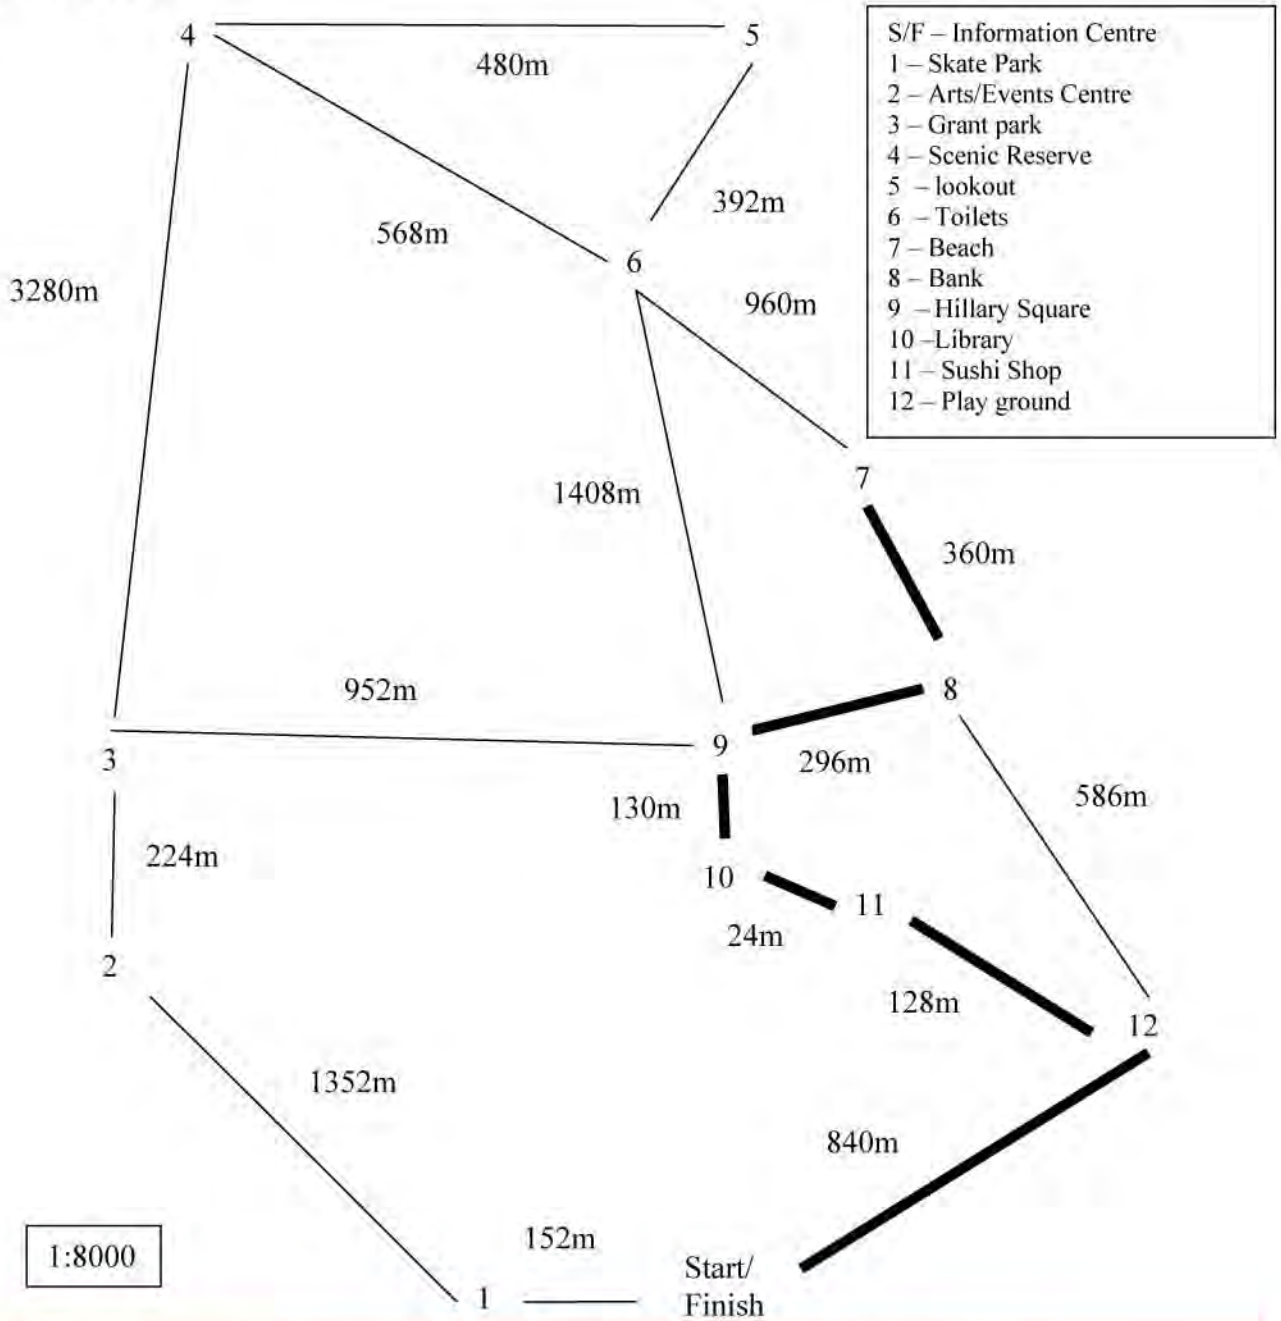 4
5
480m
S/F – Information Centre
1 – Skate Park
2 – Arts/Events Centre
3 – Grant park
4 – Scenic Reserve
5 – lookout
6 – Toilets
7 – Beach
8 – Bank
9 – Hillary Square
10 –Library
11 – Sushi Shop
12 – Play ground
392m
568m
6
3280m
960m
7
1408m
360m
952m
8
3
9
296m
130m
586m
224m
10
11
24m
2
128m
12
1352m
840m
152m
1:8000
1
Start/
Finish